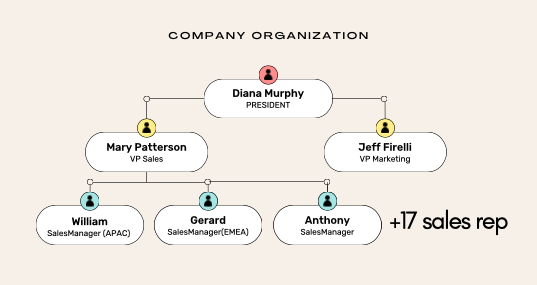 COMPANY ORGANIZATION
Diana Murphy
PRESIDENT
Mary Patterson
VP Sales
Jeff Firelli
VP Marketing
William
SalesManager (APAC)
Gerard
SalesManager(EMEA)
Anthony
SalesManager
+17 sales rep